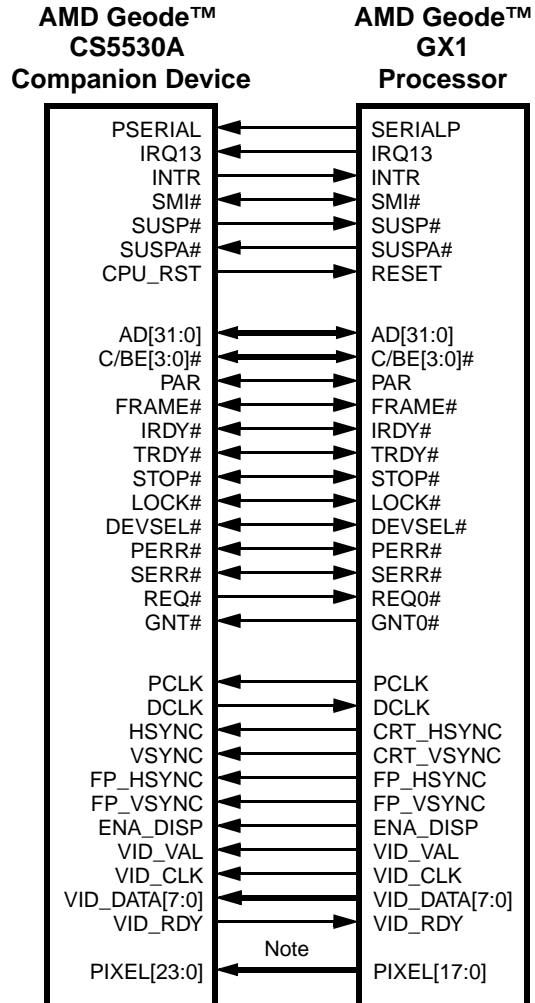 AMD Geode™ AMD Geode™
CS5530A GX1
Companion Device Processor
PSERIAL SERIALP
IRQ13 IRQ13
INTR INTR
SMI# SMI#
SUSP# SUSP#
SUSPA# SUSPA#
CPU_RST RESET
AD[31:0] AD[31:0]
C/BE[3:0]# C/BE[3:0]#
PAR PAR
FRAME# FRAME#
IRDY# IRDY#
TRDY# TRDY#
STOP# STOP#
LOCK# LOCK#
DEVSEL# DEVSEL#
PERR# PERR#
SERR# SERR#
REQ# REQ0#
GNT# GNT0#
PCLK PCLK
DCLK DCLK
HSYNC CRT_HSYNC
VSYNC CRT_VSYNC
FP_HSYNC FP_HSYNC
FP_VSYNC FP_VSYNC
ENA_DISP ENA_DISP
VID_VAL VID_VAL
VID_CLK VID_CLK
VID_DATA[7:0] VID_DATA[7:0]
VID_RDY VID_RDY
Note
PIXEL[23:0] PIXEL[17:0]